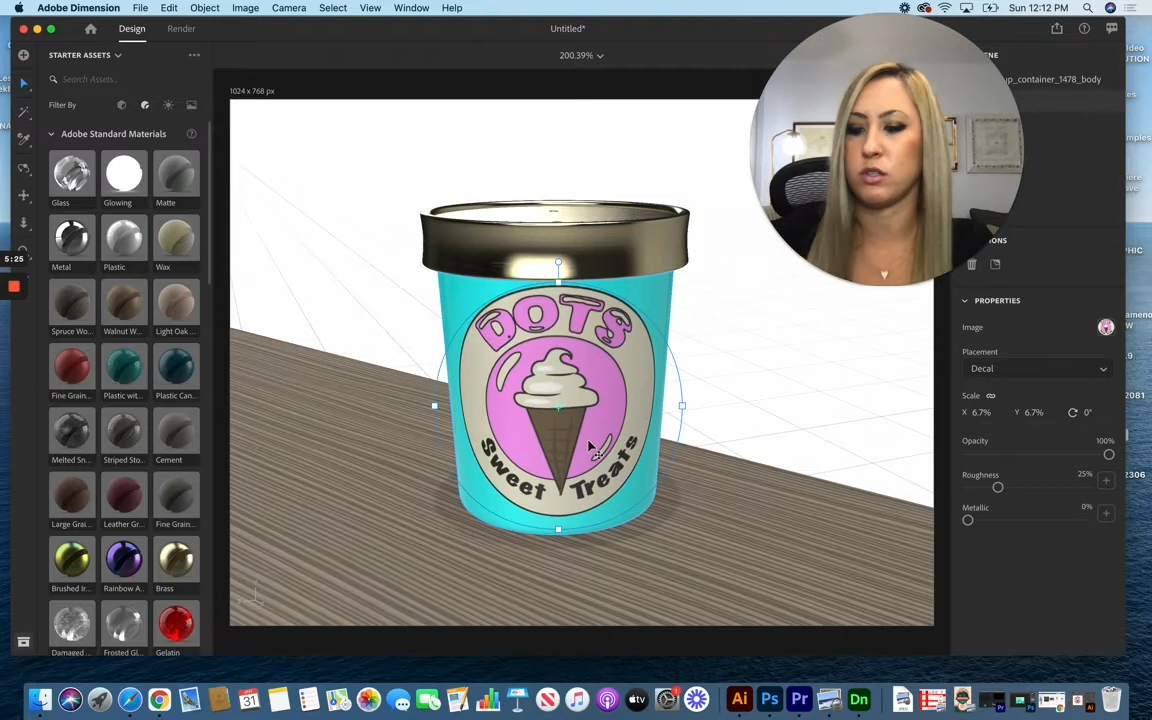 Adobe Dimension File Edit Object Image Camera Select View Window Help Sun 12:12 PM
Design Render Untitled*
STARTER ASSETS 200.39%
Search Assets..
1024 x 768 px
Filter By
Adobe Standard Materials
Glass Glowing Matte
Metal Plastic Wax
Spruce Wo... Walnut W... Light Oak ...
Fine Grain... Plastic wit... Plastic Can...
Melted Sn... Striped Sto... Cement
Large Grai... Leather Gr... Fine Grain...
Brushed Ir... Rainbow A... Brass
Damaged ... Frosted Gl... Gelatin
5:25
DOTS
Sweet Treats
up_container_1478_body
PROPERTIES
Image
Placement
Decal
Scale
X 6.7% Y 6.7% 0°
Opacity 100%
Roughness 25%
Metallic 0%
2081
2306